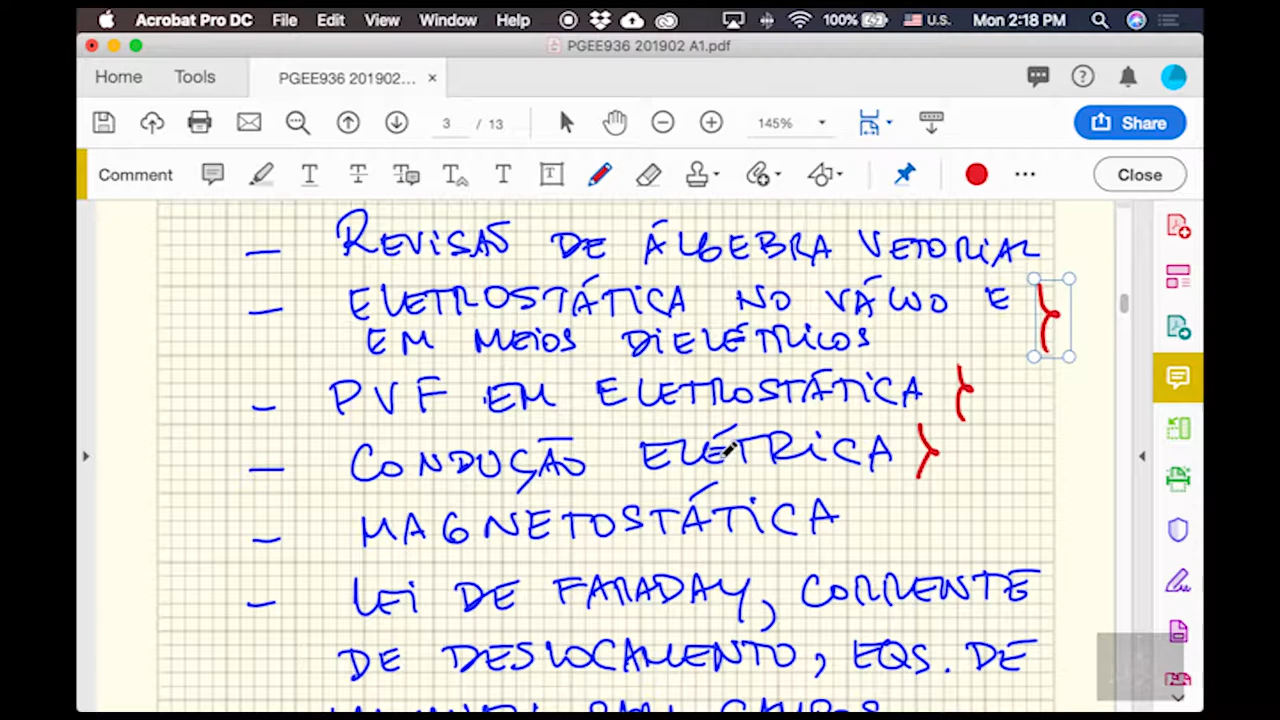 Acrobat Pro DC File Edit View Window Help 100% U.S. Mon 2:18 PM
PGEE936 201902 A1.pdf
Home Tools PGEE936 201902... ×
3 / 13 145% Share
Comment Close
- REVISÃO DE ÁLGEBRA VETORIAL
- ELETROSTÁTICA NO VÁCUO E
EM MEIOS DIELÉTRICOS
- PVF EM ELETROSTÁTICA
- CONDUÇÃO ELÉTRICA
- MAGNETOSTÁTICA
- LEI DE FARADAY, CORRENTE
DE DESLOCAMENTO, EQS. DE